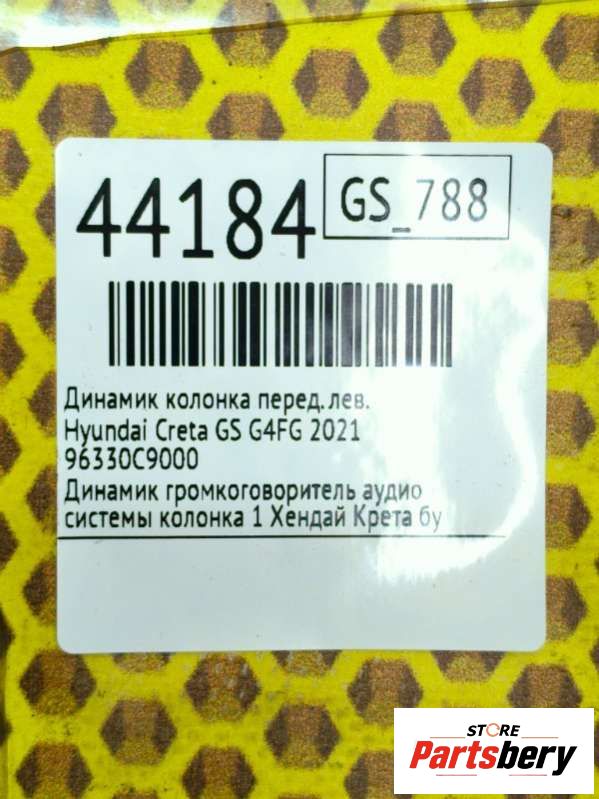 44184
GS_788
Динамик колонка перед.лев.
Hyundai Creta GS G4FG 2021
96330C9000
Динамик громкоговоритель аудио
системы колонка 1 Хендай Крета бу
STORE
Partsbery